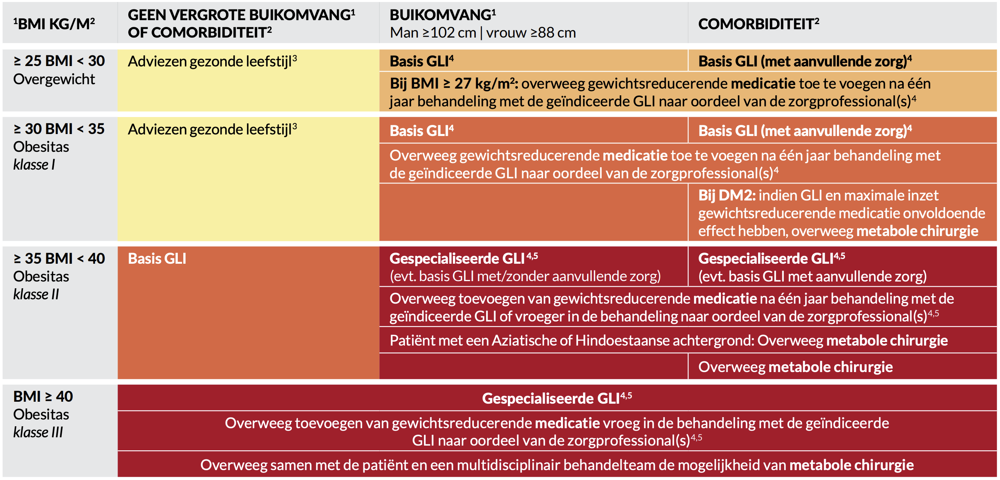 ¹BMI KG/M²
GEEN VERGROTE BUIKOMVANG¹
OF COMORBIDITEIT²
BUIKOMVANG¹
Man ≥102 cm | vrouw ≥88 cm
COMORBIDITEIT²
≥ 25 BMI < 30
Overgewicht
Adviezen gezonde leefstijl³
Basis GLI⁴
Basis GLI (met aanvullende zorg)⁴
Bij BMI ≥ 27 kg/m²: overweeg gewichtsreducerende medicatie toe te voegen na één
jaar behandeling met de geïndiceerde GLI naar oordeel van de zorgprofessional(s)⁴
≥ 30 BMI < 35
Obesitas
klasse I
Adviezen gezonde leefstijl³
Basis GLI⁴
Basis GLI (met aanvullende zorg)⁴
Overweeg gewichtsreducerende medicatie toe te voegen na één jaar behandeling met
de geïndiceerde GLI naar oordeel van de zorgprofessional(s)⁴
Bij DM2: indien GLI en maximale inzet
gewichtsreducerende medicatie onvoldoende
effect hebben, overweeg metabole chirurgie
≥ 35 BMI < 40
Obesitas
klasse II
Basis GLI
Gespecialiseerde GLI ⁴,⁵
(evt. basis GLI met/zonder aanvullende zorg)
Gespecialiseerde GLI⁴,⁵
(evt. basis GLI met aanvullende zorg)
Overweeg toevoegen van gewichtsreducerende medicatie na één jaar behandeling met de
geïndiceerde GLI of vroeger in de behandeling naar oordeel van de zorgprofessional(s)⁴,⁵
Patiënt met een Aziatische of Hindoestaanse achtergrond: Overweeg metabole chirurgie
Overweeg metabole chirurgie
BMI ≥ 40
Obesitas
klasse III
Gespecialiseerde GLI⁴,⁵
Overweeg toevoegen van gewichtsreducerende medicatie vroeg in de behandeling met de geïndiceerde
GLI naar oordeel van de zorgprofessional(s)⁴,⁵
Overweeg samen met de patiënt en een multidisciplinair behandelteam de mogelijkheid van metabole chirurgie